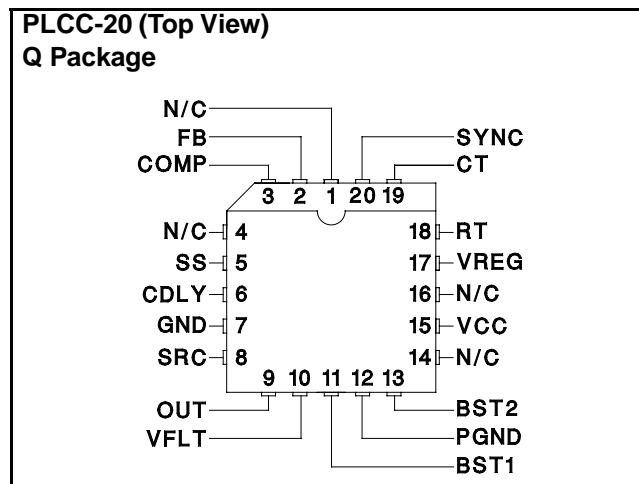 PLCC-20 (Top View)
Q Package
N/C
FB SYNC
COMP CT
3 2 1 20 19
N/C 4 18 RT
SS 5 17 VREG
CDLY 6 16 N/C
GND 7 15 VCC
SRC 8 14 N/C
9 10 11 12 13
OUT BST2
VFLT PGND
BST1